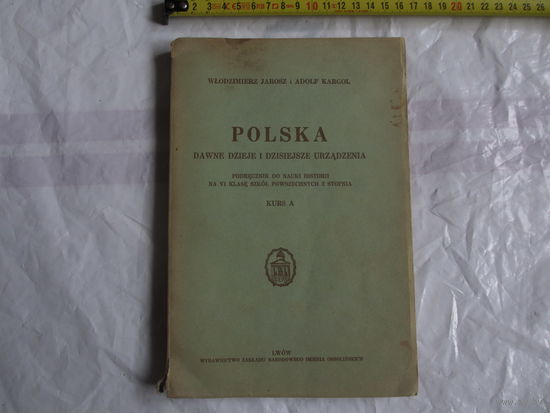 WŁODZIMIERZ JAROSZ i ADOLF KARGOL
POLSKA
DAWNE DZIEJE I DZISIEJSZE URZĄDZENIA
PODRĘCZNIK DO NAUKI HISTORII
NA VI KLASĘ SZKÓŁ POWSZECHNYCH 3 STOPNIA
KURS A
LWÓW
WYDAWNICTWO ZAKŁADU NARODOWEGO IMIENIA OSSOLIŃSKICH